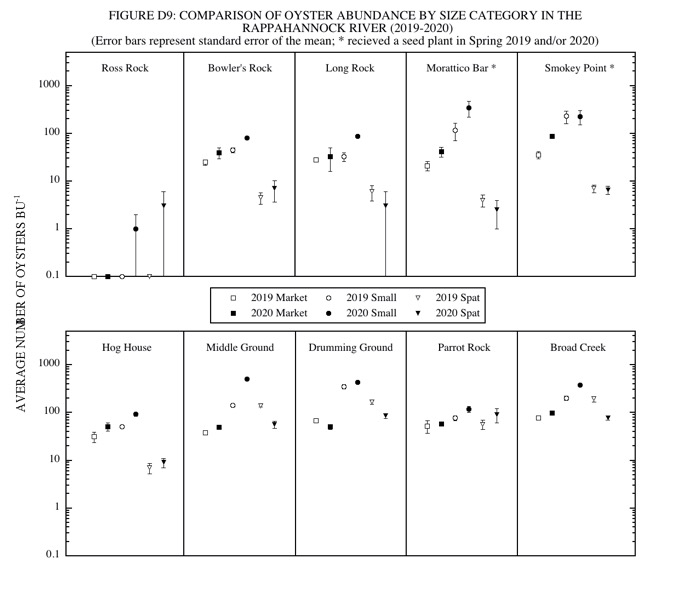 FIGURE D9: COMPARISON OF OYSTER ABUNDANCE BY SIZE CATEGORY IN THE
RAPPAHANNOCK RIVER (2019-2020)
(Error bars represent standard error of the mean; * recieved a seed plant in Spring 2019 and/or 2020)
Ross Rock
Bowler's Rock
Long Rock
Morattico Bar *
Smokey Point *
1000
100
10
1
0.1
AVERAGE NUMBER OF OYSTERS BU⁻¹
2019 Market
2019 Small
2019 Spat
2020 Market
2020 Small
2020 Spat
Hog House
Middle Ground
Drumming Ground
Parrot Rock
Broad Creek
1000
100
10
1
0.1